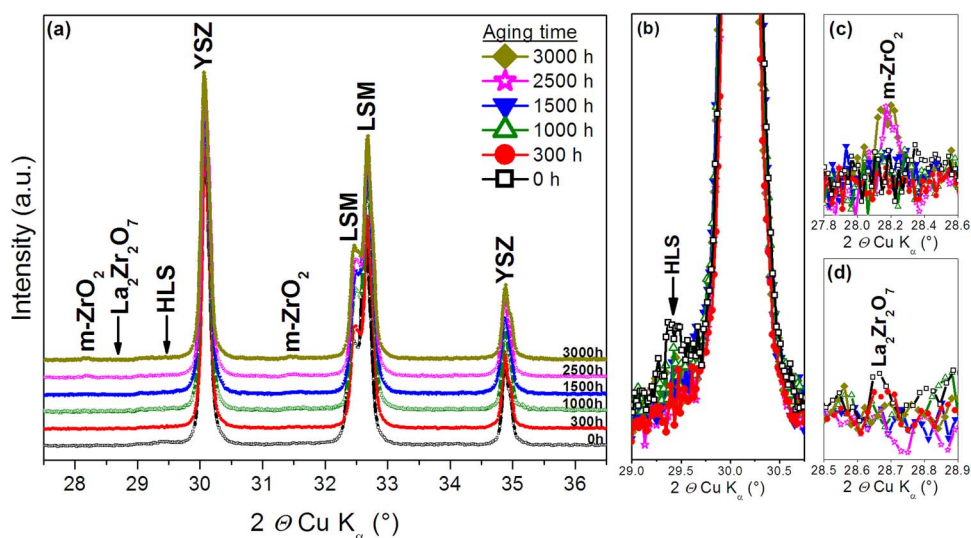 (a)
Aging time
3000 h
2500 h
1500 h
1000 h
300 h
0 h
m-ZrO₂
La₂Zr₂O₇
HLS
YSZ
m-ZrO₂
LSM
LSM
YSZ
3000h
2500h
1500h
1000h
300h
0h
Intensity (a.u.)
28 29 30 31 32 33 34 35 36
2 Θ Cu Kα (°)
(b)
HLS
29.0 29.5 30.0 30.5
2 Θ Cu Kα (°)
(c)
m-ZrO₂
27.8 28.0 28.2 28.4 28.6
2 Θ Cu Kα (°)
(d)
La₂Zr₂O₇
28.5 28.6 28.7 28.8 28.9
2 Θ Cu Kα (°)